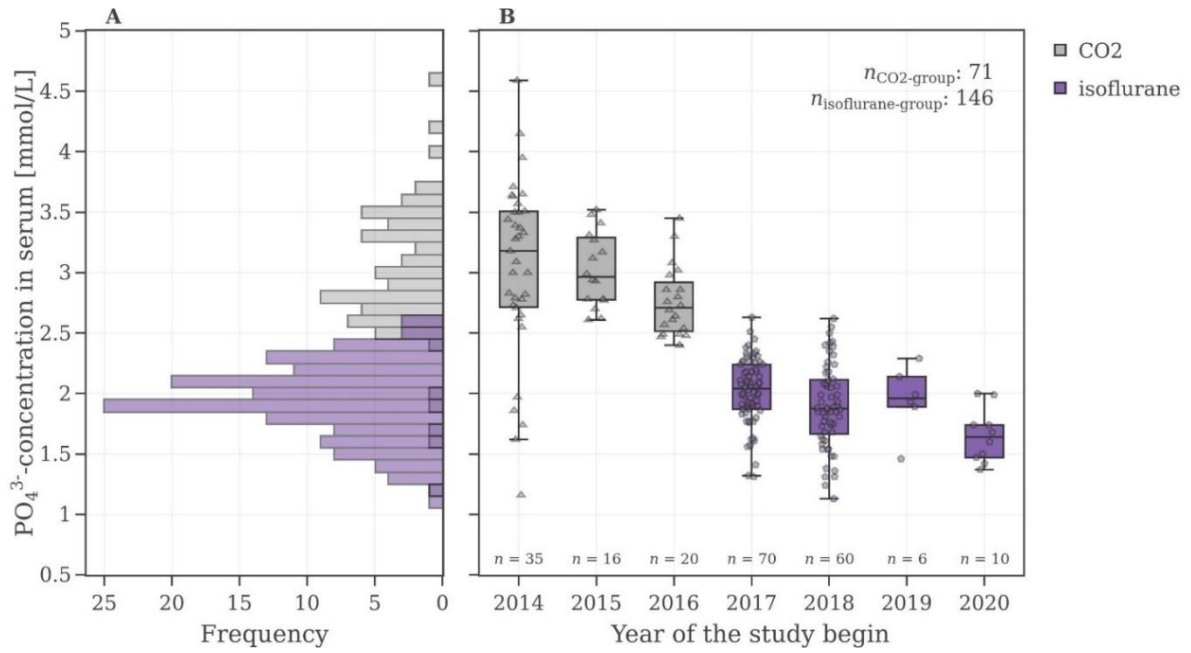 A
B
PO₄³⁻-concentration in serum [mmol/L]
5
4.5
4
3.5
3
2.5
2
1.5
1
0.5
25 20 15 10 5 0
Frequency
n_CO2-group: 71
n_isoflurane-group: 146
n = 35 n = 16 n = 20 n = 70 n = 60 n = 6 n = 10
2014 2015 2016 2017 2018 2019 2020
Year of the study begin
CO2
isoflurane